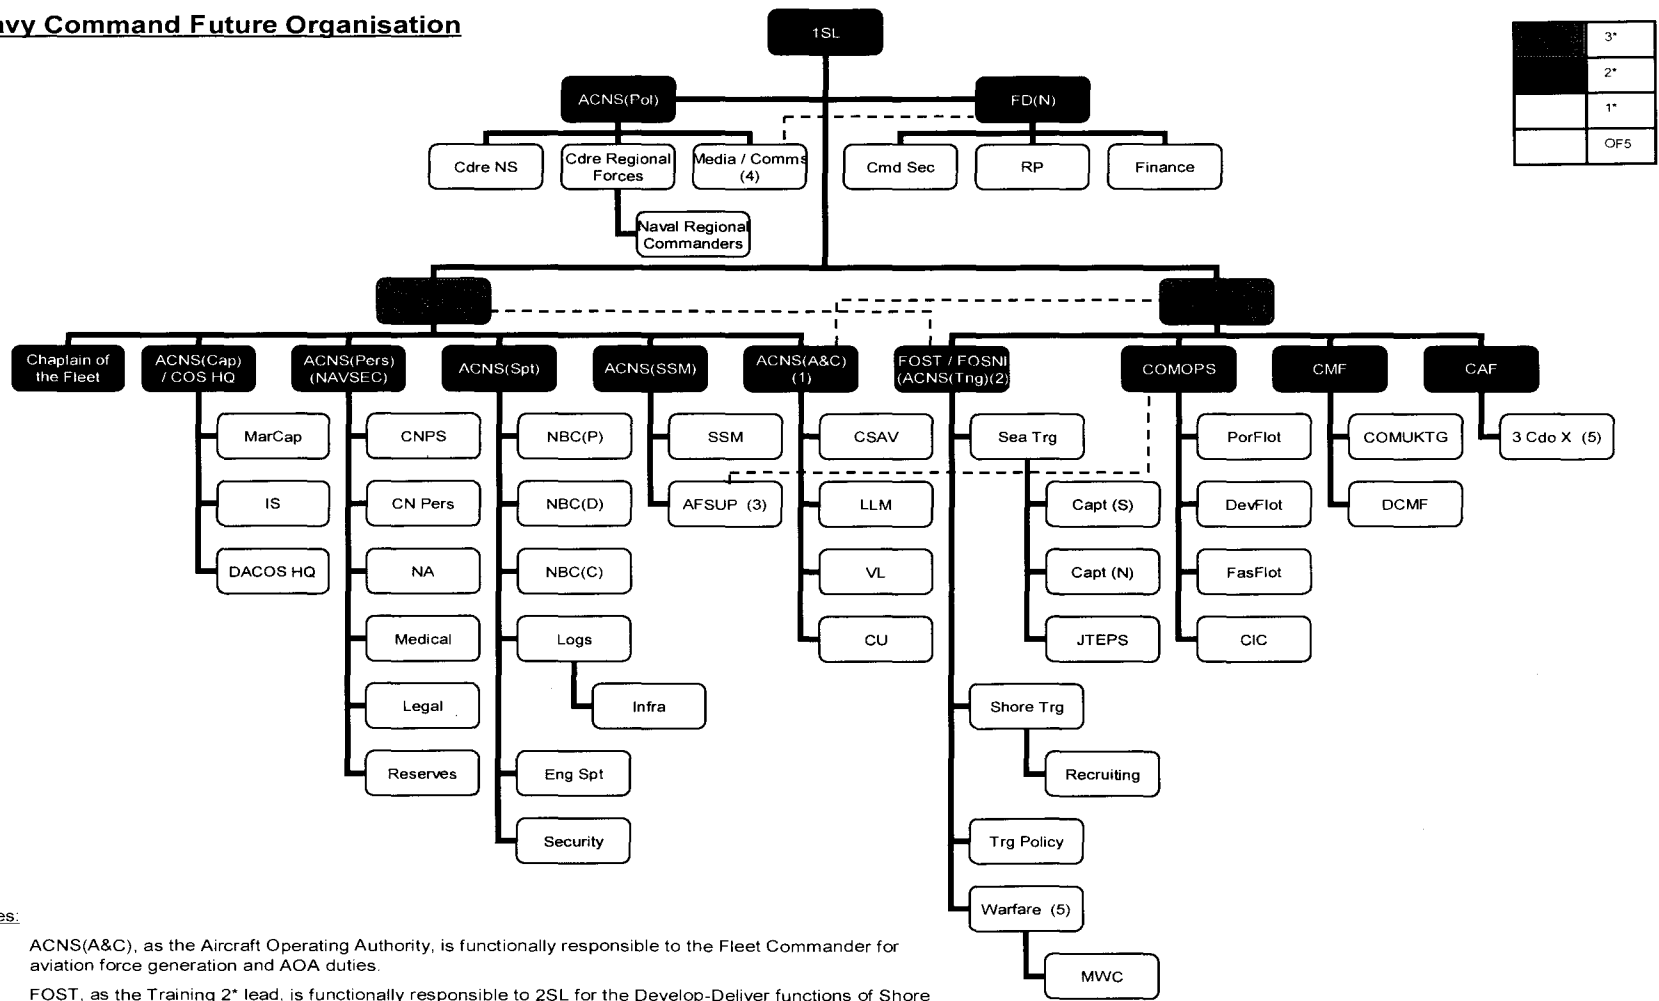 avy Command Future Organisation
1SL
3*
2*
1*
OF5
ACNS(Pol)
FD(N)
Cdre NS
Cdre Regional
Forces
Media / Comms
(4)
Cmd Sec
RP
Finance
Naval Regional
Commanders
Chaplain of
the Fleet
ACNS(Cap)
/ COS HQ
ACNS(Pers)
(NAVSEC)
ACNS(Spt)
ACNS(SSM)
ACNS(A&C)
(1)
FOST / FOSNI
(ACNS(Tng)(2)
COMOPS
CMF
CAF
MarCap
CNPS
NBC(P)
SSM
CSAV
Sea Trg
PorFlot
COMUKTG
3 Cdo X (5)
IS
CN Pers
NBC(D)
AFSUP (3)
LLM
Capt (S)
DevFlot
DCMF
DACOS HQ
NA
NBC(C)
VL
Capt (N)
FasFlot
Medical
Logs
CU
JTEPS
CIC
Legal
Infra
Shore Trg
Reserves
Eng Spt
Recruiting
Security
Trg Policy
Warfare (5)
MWC
es:
ACNS(A&C), as the Aircraft Operating Authority, is functionally responsible to the Fleet Commander for
aviation force generation and AOA duties.
FOST, as the Training 2* lead, is functionally responsible to 2SL for the Develop-Deliver functions of Shore